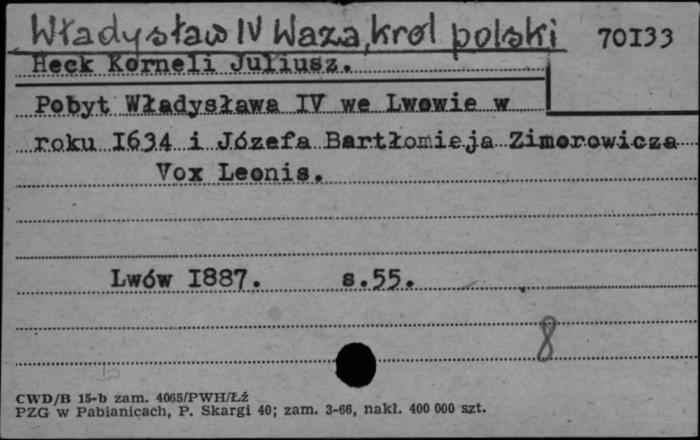 Władysław IV Waza, król polski 70133
Heck Korneli Juliusz.
Pobyt Władysława IV we Lwowie w
roku 1634 i Józefa Bartłomieja Zimorowicza
Vox Leonis.
Lwów 1887. s.55.
8
CWD/B 15-b zam. 4065/PWH/Łź
PZG w Pabianicach, P. Skargi 40; zam. 3-66, nakł. 400 000 szt.